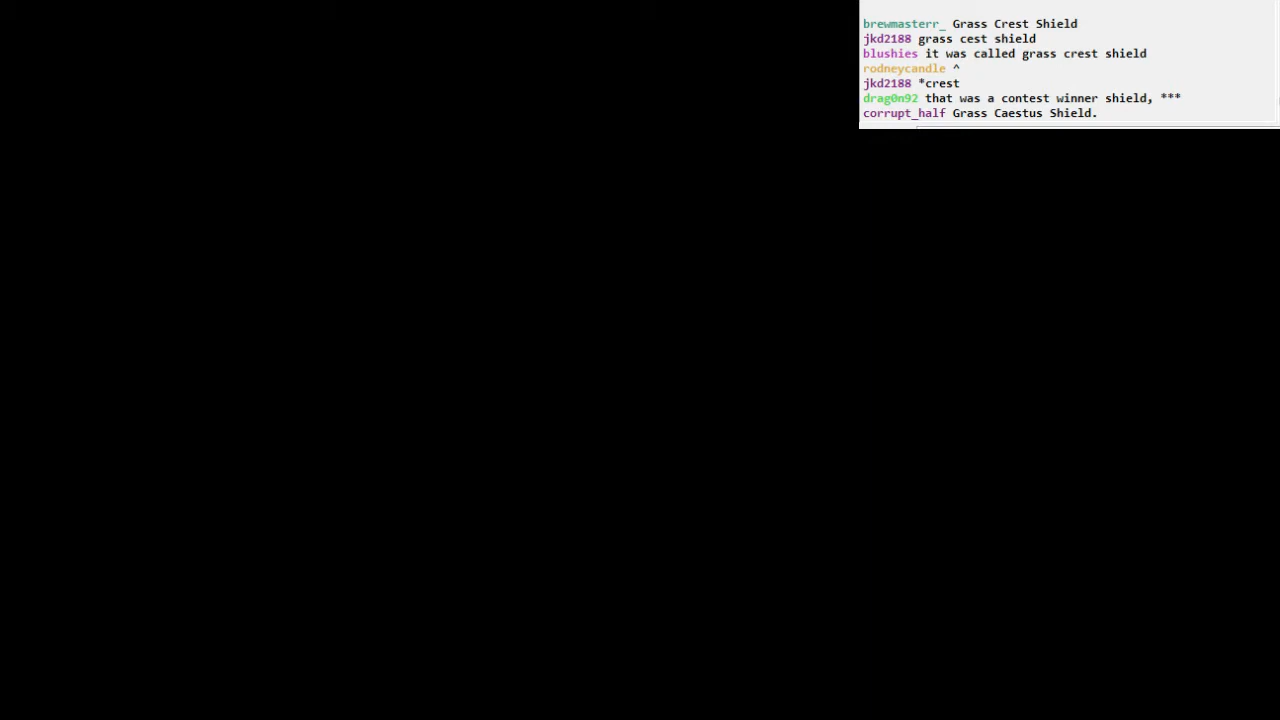 brewmasterr_ Grass Crest Shield
jkd2188 grass cest shield
blushies it was called grass crest shield
rodneycandle ^
jkd2188 *crest
drag0n92 that was a contest winner shield, ***
corrupt_half Grass Caestus Shield.